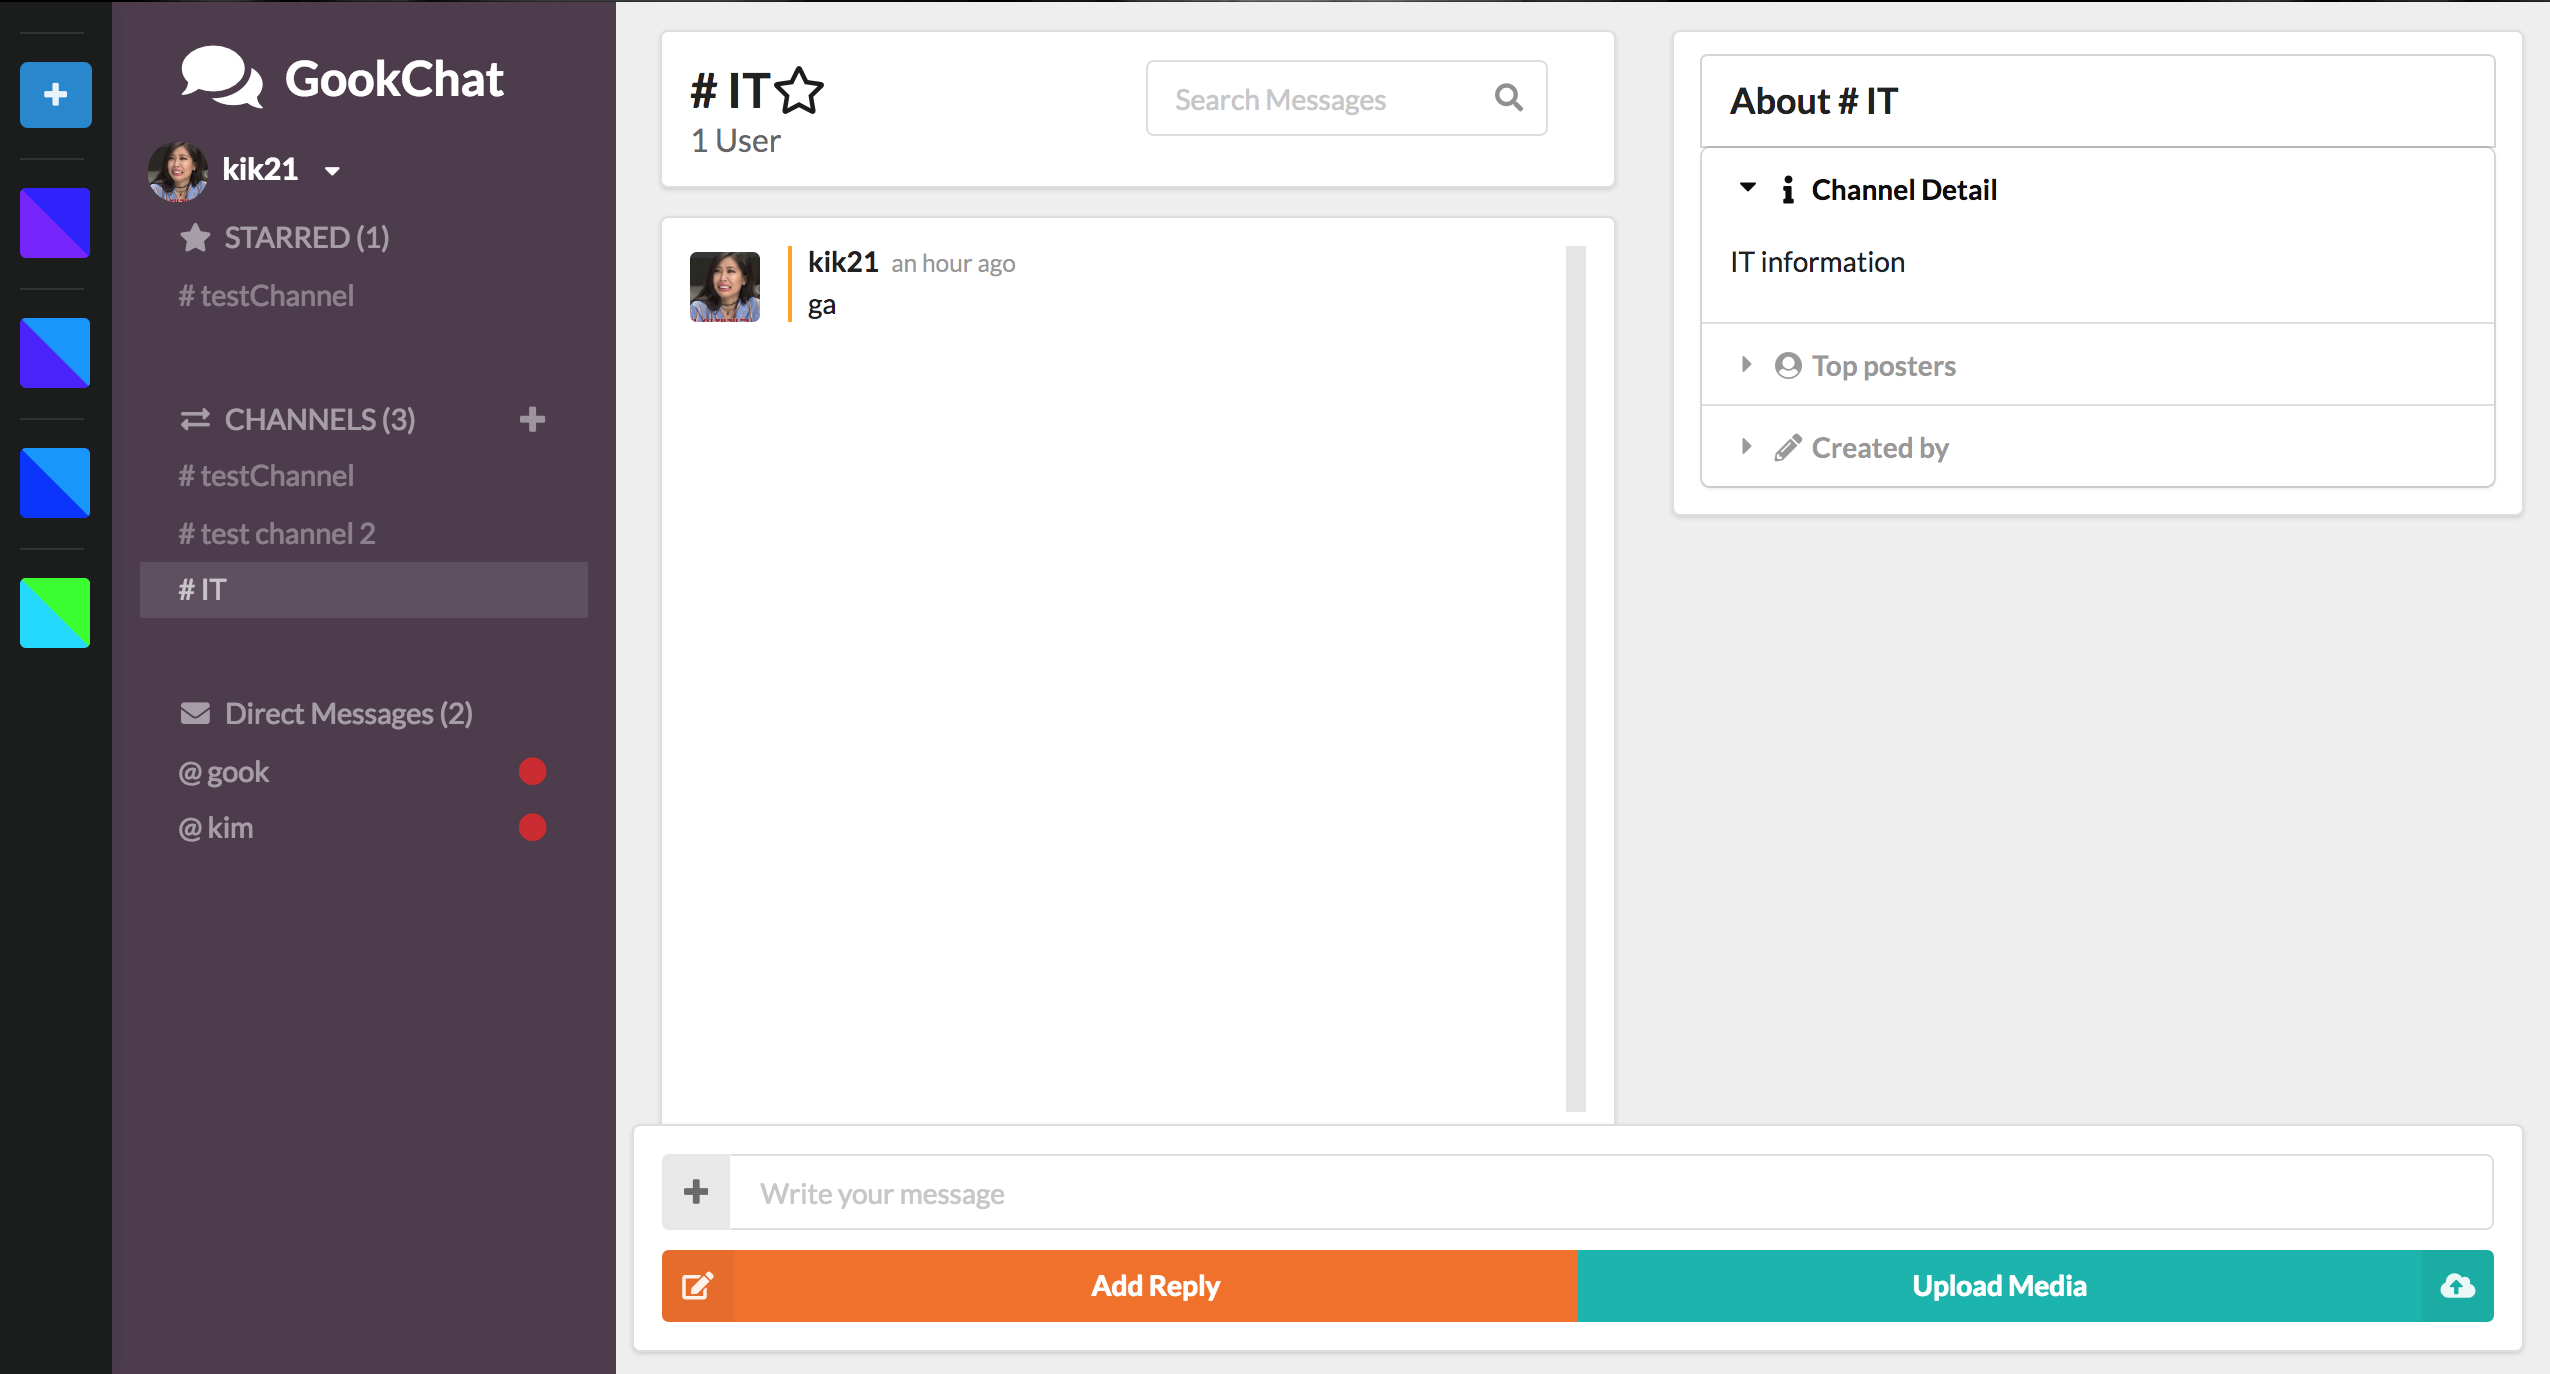 GookChat
kik21
STARRED (1)
# testChannel
CHANNELS (3)
# testChannel
# test channel 2
# IT
Direct Messages (2)
@ gook
@ kim
# IT
1 User
Search Messages
kik21 an hour ago
ga
About # IT
Channel Detail
IT information
Top posters
Created by
Write your message
Add Reply
Upload Media